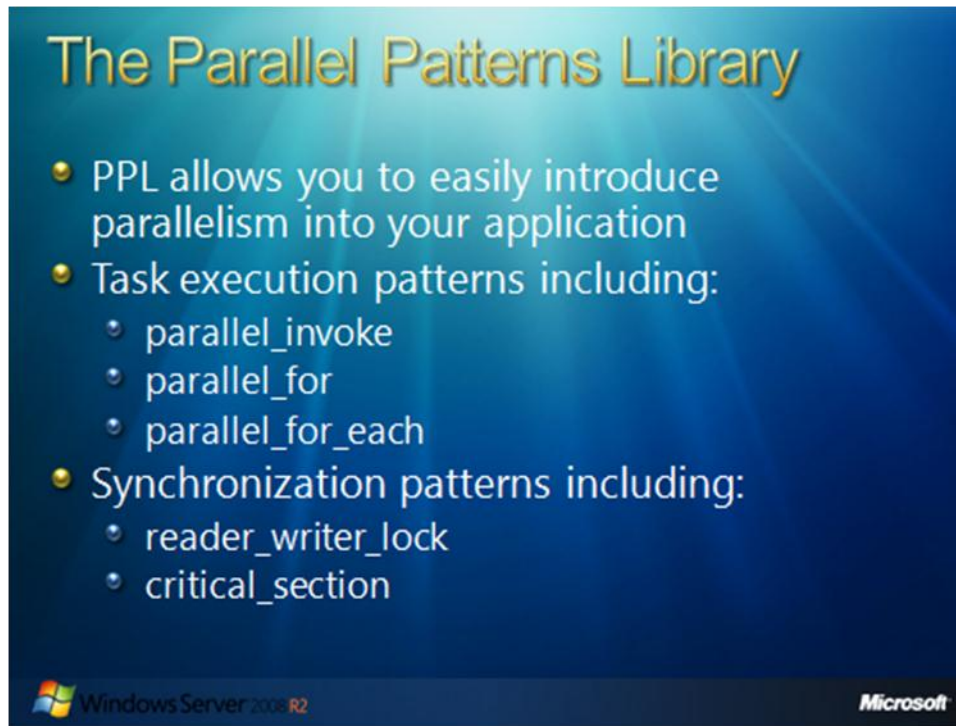 The Parallel Patterns Library
PPL allows you to easily introduce
parallelism into your application
Task execution patterns including:
parallel_invoke
parallel_for
parallel_for_each
Synchronization patterns including:
reader_writer_lock
critical_section
Windows Server 2008 R2
Microsoft